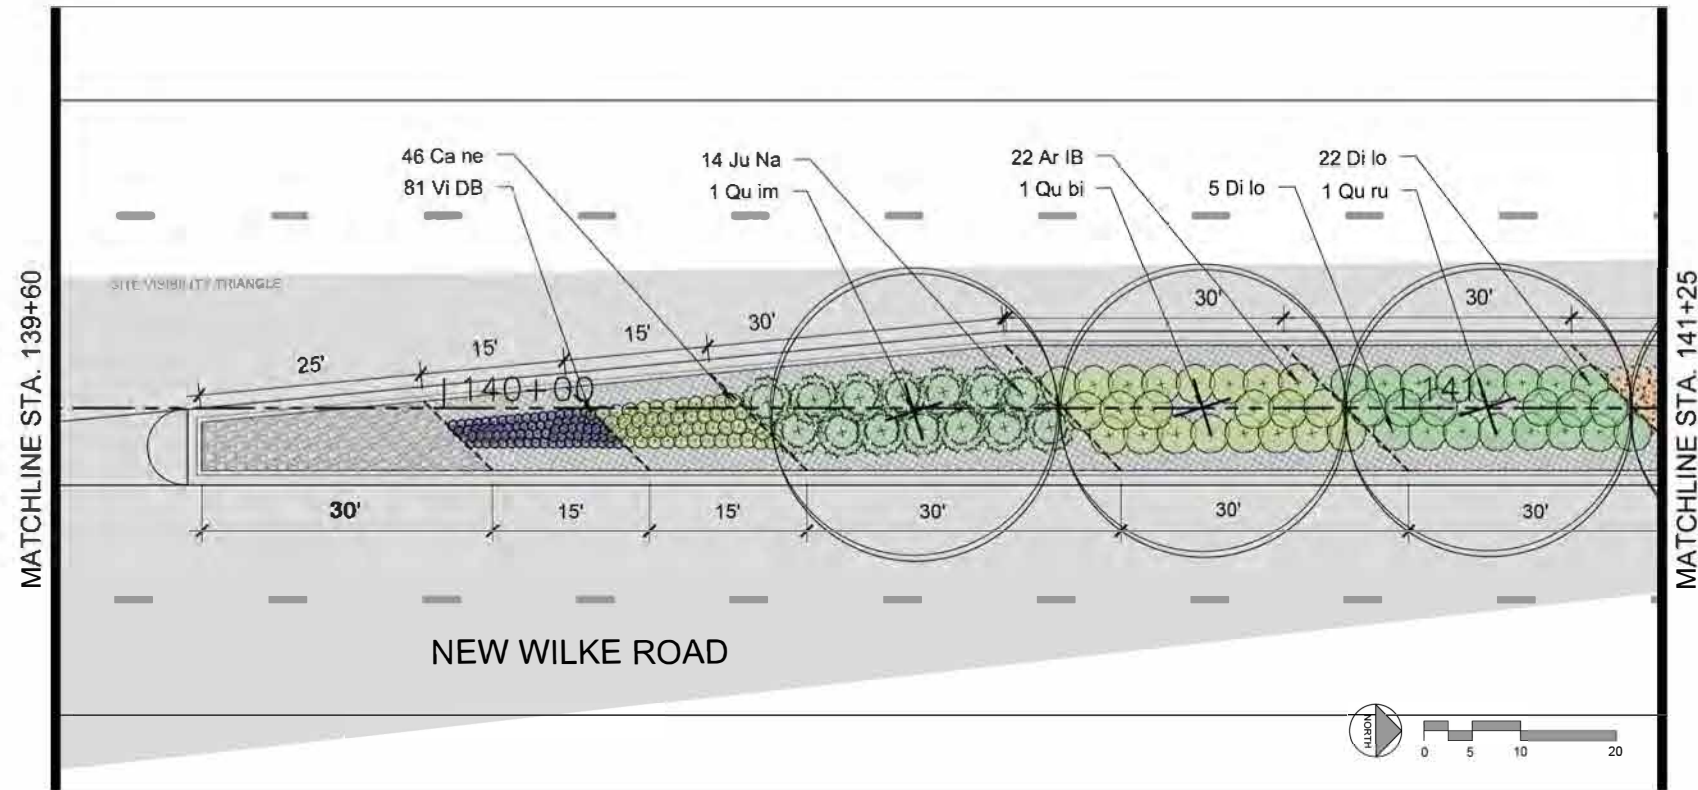 46 Ca ne
81 Vi DB
14 Ju Na
1 Qu im
22 Ar IB
1 Qu bi
5 Di lo
22 Di lo
1 Qu ru
SITE VISIBILITY TRIANGLE
25'
15'
15'
30'
30'
30'
140+00
141
30'
15'
15'
30'
30'
30'
NEW WILKE ROAD
MATCHLINE STA. 139+60
MATCHLINE STA. 141+25
NORTH
0 5 10 20